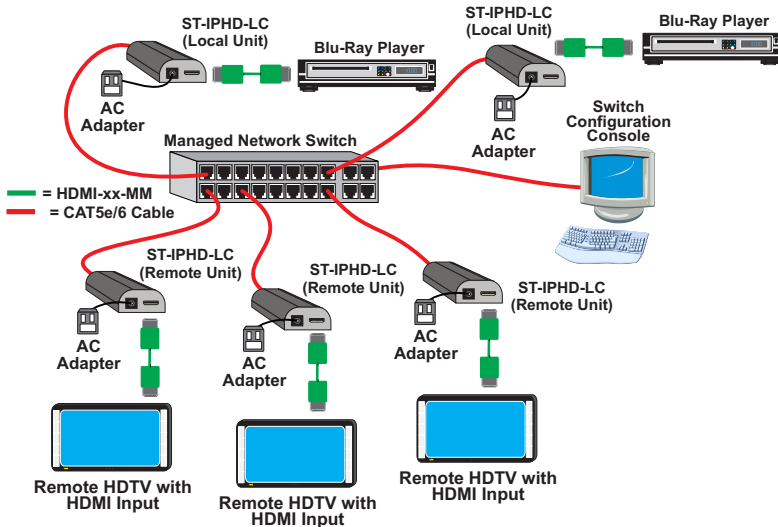 ST-IPHD-LC
(Local Unit)
Blu-Ray Player
AC
Adapter
ST-IPHD-LC
(Local Unit)
Blu-Ray Player
AC
Adapter
Switch
Configuration
Console
Managed Network Switch
= HDMI-xx-MM
= CAT5e/6 Cable
ST-IPHD-LC
(Remote Unit)
AC
Adapter
ST-IPHD-LC
(Remote Unit)
AC
Adapter
ST-IPHD-LC
(Remote Unit)
AC
Adapter
Remote HDTV with
HDMI Input
Remote HDTV with
HDMI Input
Remote HDTV with
HDMI Input